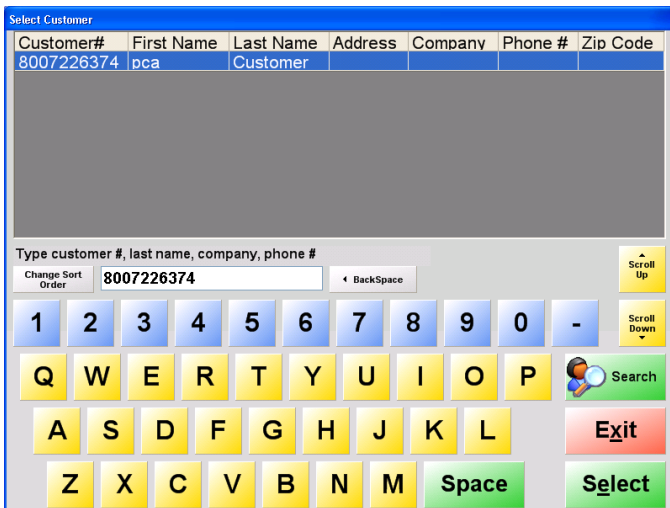 Select Customer
Customer# First Name Last Name Address Company Phone # Zip Code
8007226374 pca Customer
Type customer #, last name, company, phone #
Scroll Up
Change Sort Order 8007226374 BackSpace
1 2 3 4 5 6 7 8 9 0 - Scroll Down
Q W E R T Y U I O P Search
A S D F G H J K L Exit
Z X C V B N M Space Select